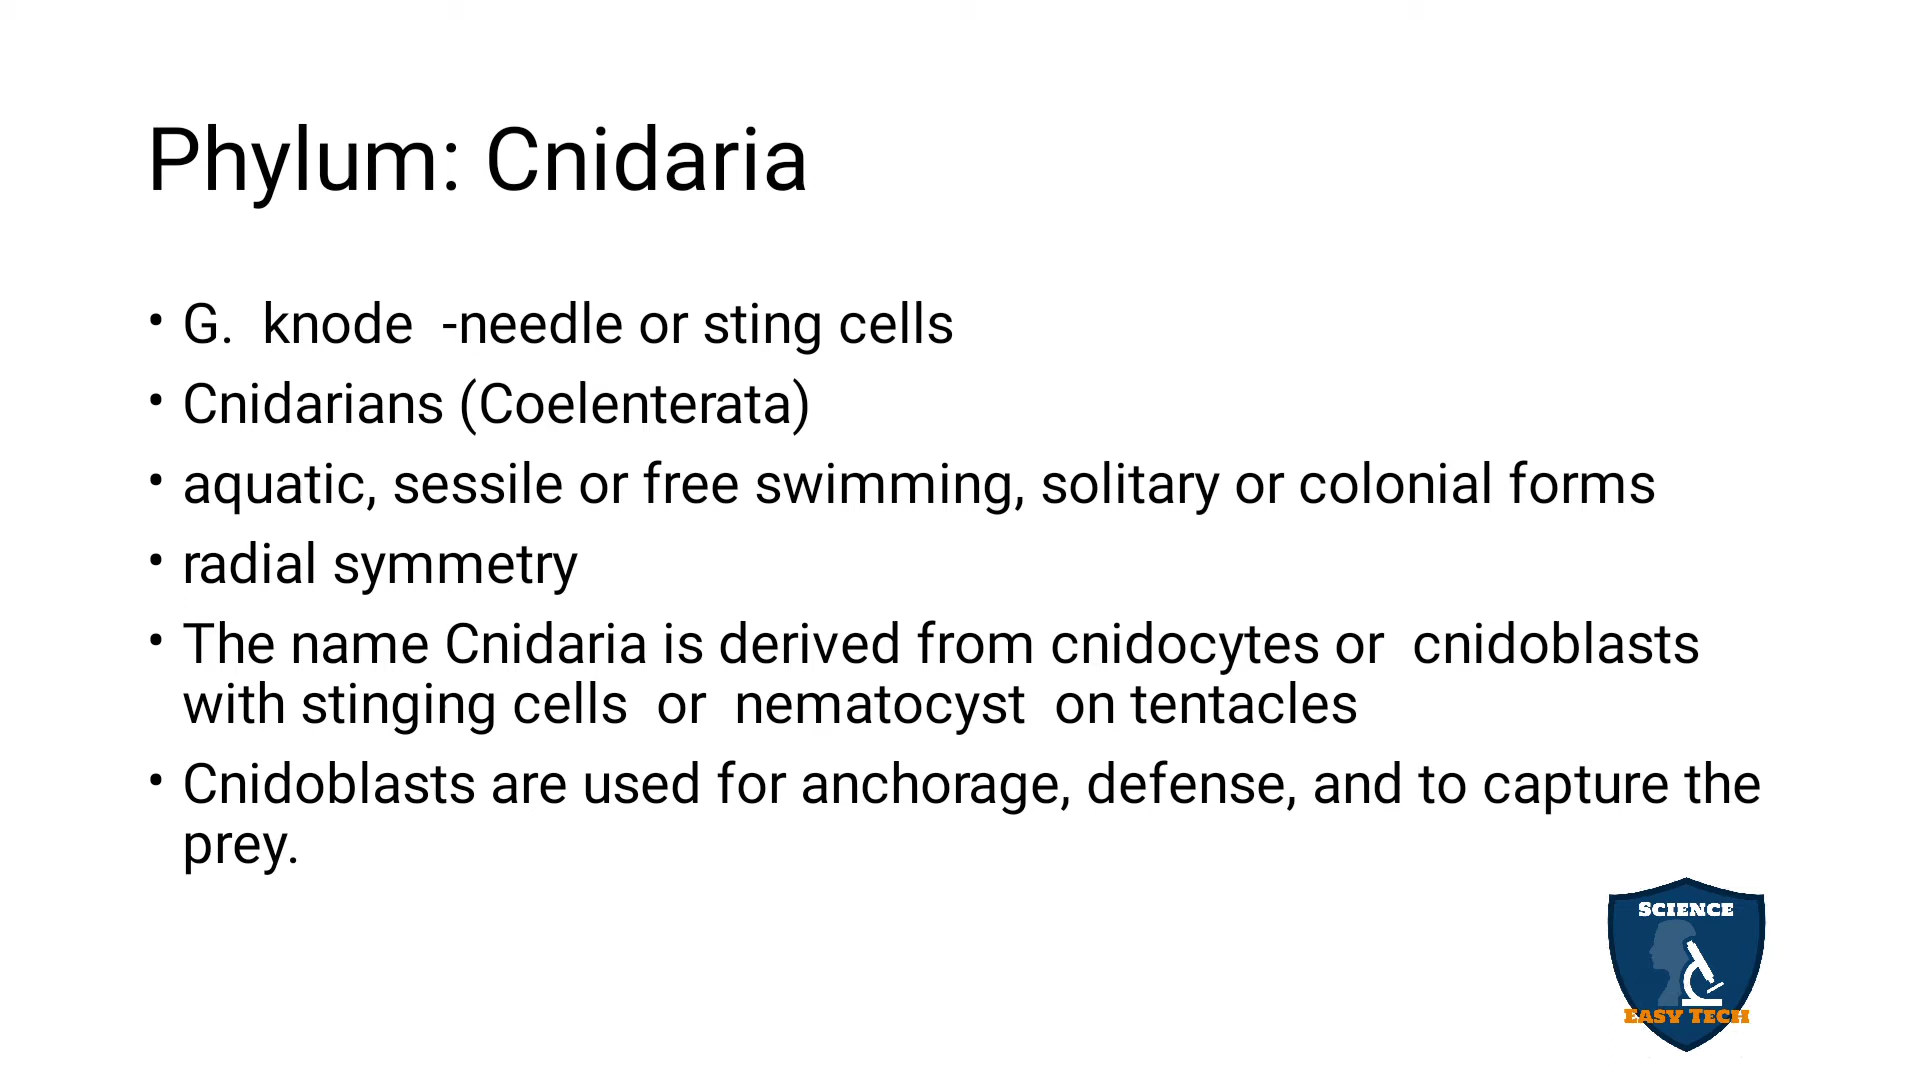 Phylum: Cnidaria
• G.  knode  -needle or sting cells
• Cnidarians (Coelenterata)
• aquatic, sessile or free swimming, solitary or colonial forms
• radial symmetry
• The name Cnidaria is derived from cnidocytes or  cnidoblasts
with stinging cells  or  nematocyst  on tentacles
• Cnidoblasts are used for anchorage, defense, and to capture the
prey.
SCIENCE
EASY TECH